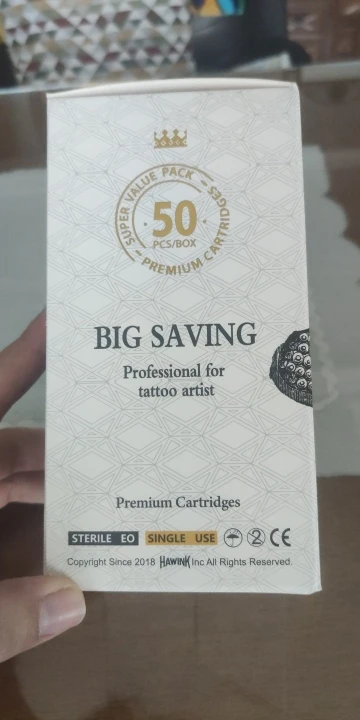 SUPER VALUE PACK
50
PCS/BOX
PREMIUM CARTRIDGES
BIG SAVING
Professional for
tattoo artist
Premium Cartridges
STERILE EO SINGLE USE 2 CE
Copyright Since 2018 HAWINK Inc All Rights Reserved.